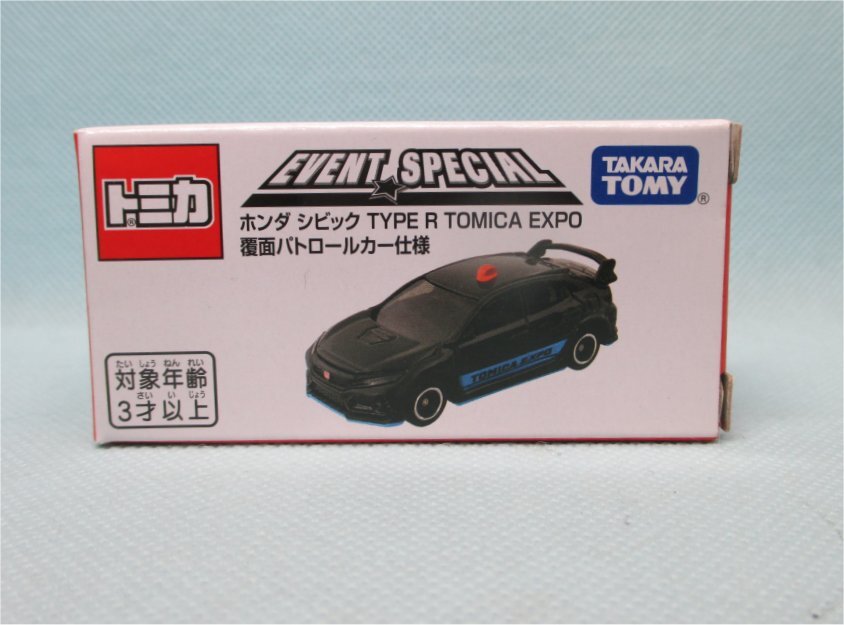 トミカ
®
EVENT★SPECIAL
TAKARA
TOMY
®
ホンダ シビック TYPE R TOMICA EXPO
覆面パトロールカー仕様
TOMICA EXPO
たい しょう ねん れい
対象年齢
さい い じょう
3才以上